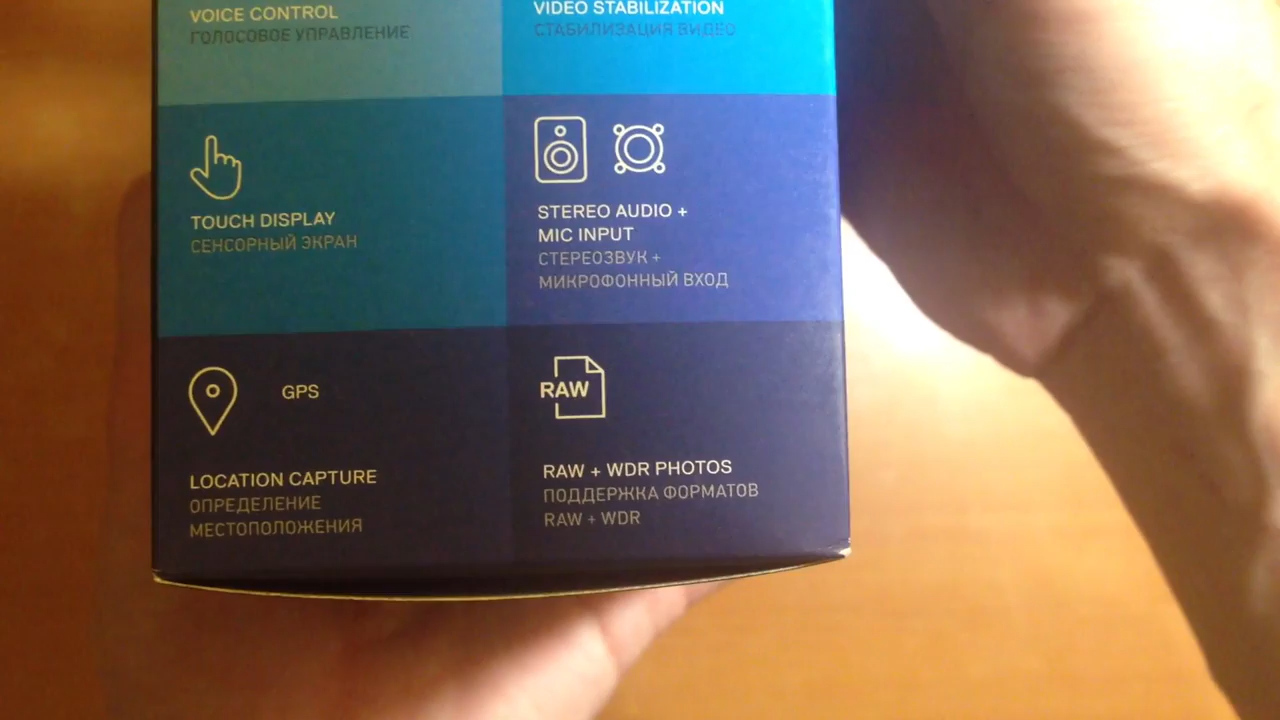 VOICE CONTROL
ГОЛОСОВОЕ УПРАВЛЕНИЕ
VIDEO STABILIZATION
СТАБИЛИЗАЦИЯ ВИДЕО
TOUCH DISPLAY
СЕНСОРНЫЙ ЭКРАН
STEREO AUDIO +
MIC INPUT
СТЕРЕОЗВУК +
МИКРОФОННЫЙ ВХОД
GPS
LOCATION CAPTURE
ОПРЕДЕЛЕНИЕ
МЕСТОПОЛОЖЕНИЯ
RAW
RAW + WDR PHOTOS
ПОДДЕРЖКА ФОРМАТОВ
RAW + WDR